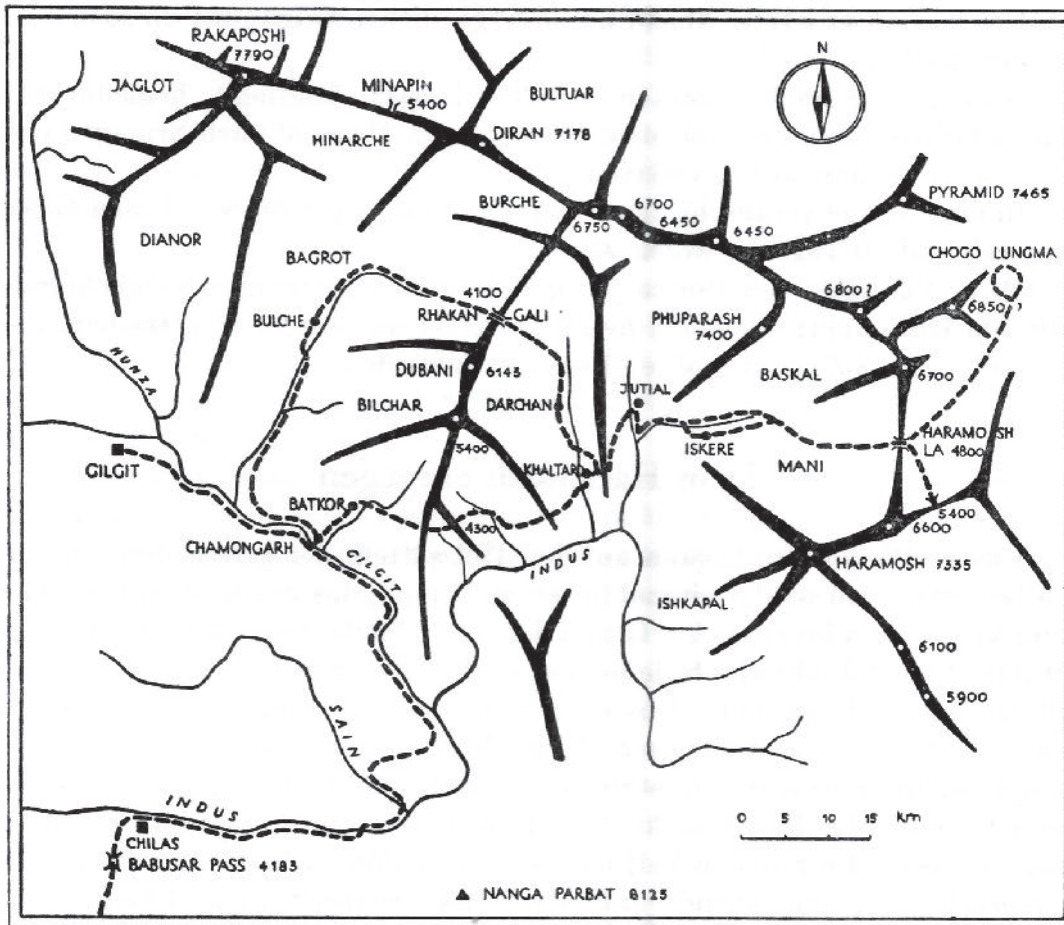 RAKAPOSHI
7790
N
JAGLOT
MINAPIN
5400
BULTUAR
HINARCHE
DIRAN 7178
PYRAMID 7465
BURCHE
6700
6750
6450
6450
DIANOR
CHOGO LUNGMA
BAGROT
4100
6800?
6850?
BULCHE
RHAKAN GALI
PHUPARASH
7400
DUBANI
6143
BASKAL
6700
HUNZA
JUTIAL
BILCHAR
DARCHAN
HARAMOSH
LA 4800
ISKERE
GILGIT
5400
KHALTARO
MANI
BATKOR
4300
5400
6600
CHAMONGARH
GILGIT
INDUS
HARAMOSH 7335
ISHKAPAL
6100
5900
SAIN
INDUS
0 5 10 15 km
CHILAS
BABUSAR PASS 4183
NANGA PARBAT 8125